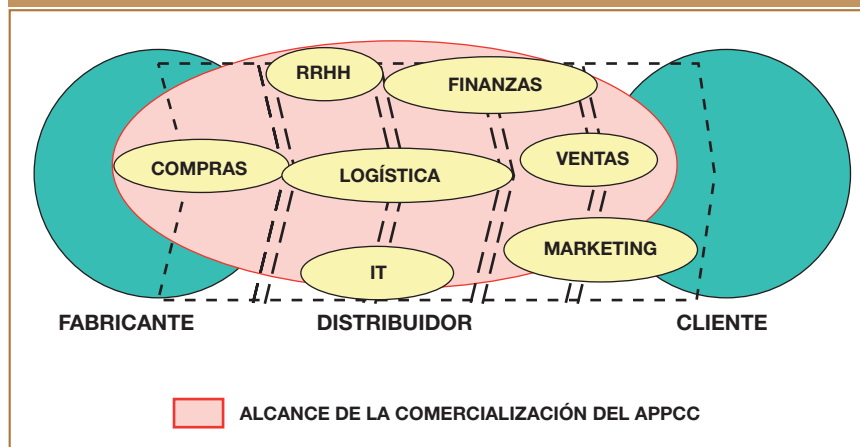 RRHH
FINANZAS
COMPRAS
LOGÍSTICA
VENTAS
IT
MARKETING
FABRICANTE
DISTRIBUIDOR
CLIENTE
ALCANCE DE LA COMERCIALIZACIÓN DEL APPCC